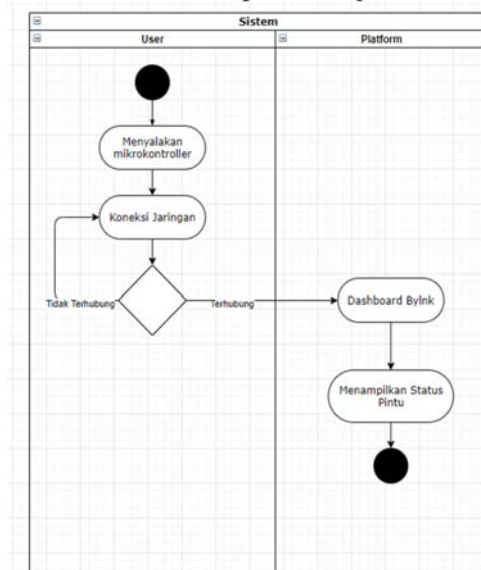 Sistem
User
Platform
Menyalakan
mikrokontroller
Koneksi Jaringan
Tidak Terhubung
Terhubung
Dashboard Bylnk
Menampilkan Status
Pintu